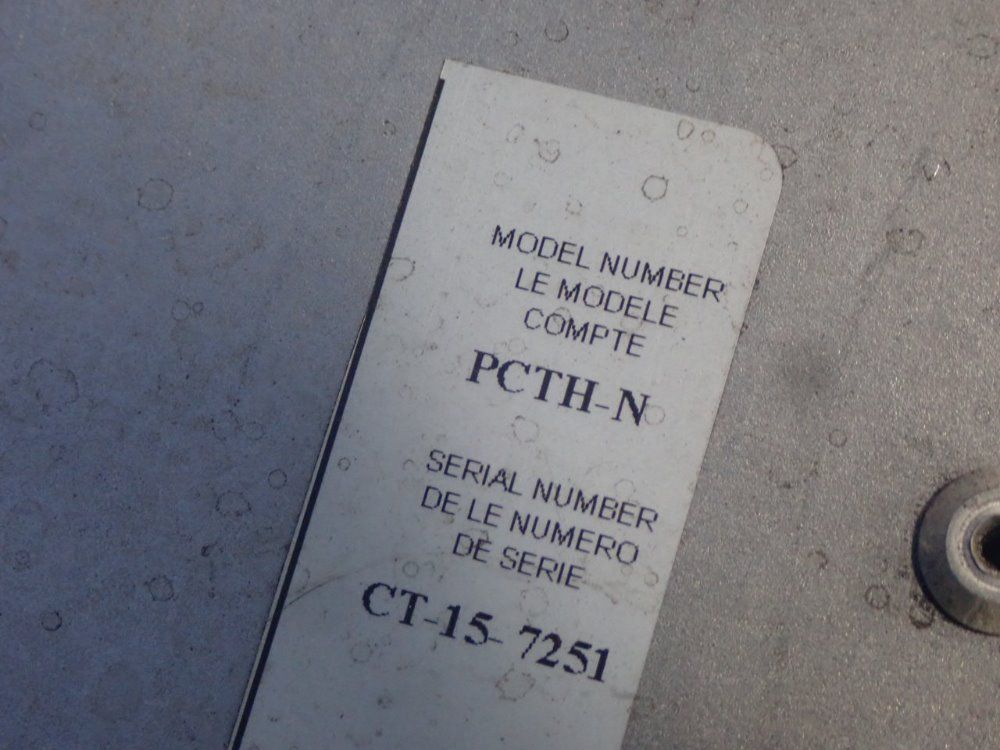 MODEL NUMBER
LE MODELE
COMPTE
PCTH-N
SERIAL NUMBER
DE LE NUMERO
DE SERIE
CT-15- 7251